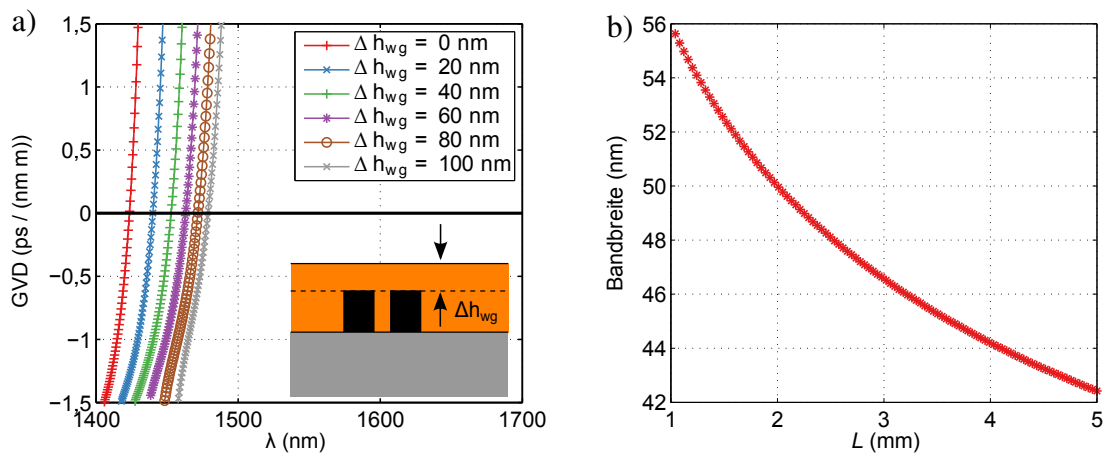 a)
1,5
1
0,5
0
−0,5
−1
−1,5
GVD (ps / (nm m))
1400
1500
1600
1700
λ (nm)
Δ hwg = 0 nm
Δ hwg = 20 nm
Δ hwg = 40 nm
Δ hwg = 60 nm
Δ hwg = 80 nm
Δ hwg = 100 nm
Δhwg
b)
56
54
52
50
48
46
44
42
Bandbreite (nm)
1
2
3
4
5
L (mm)